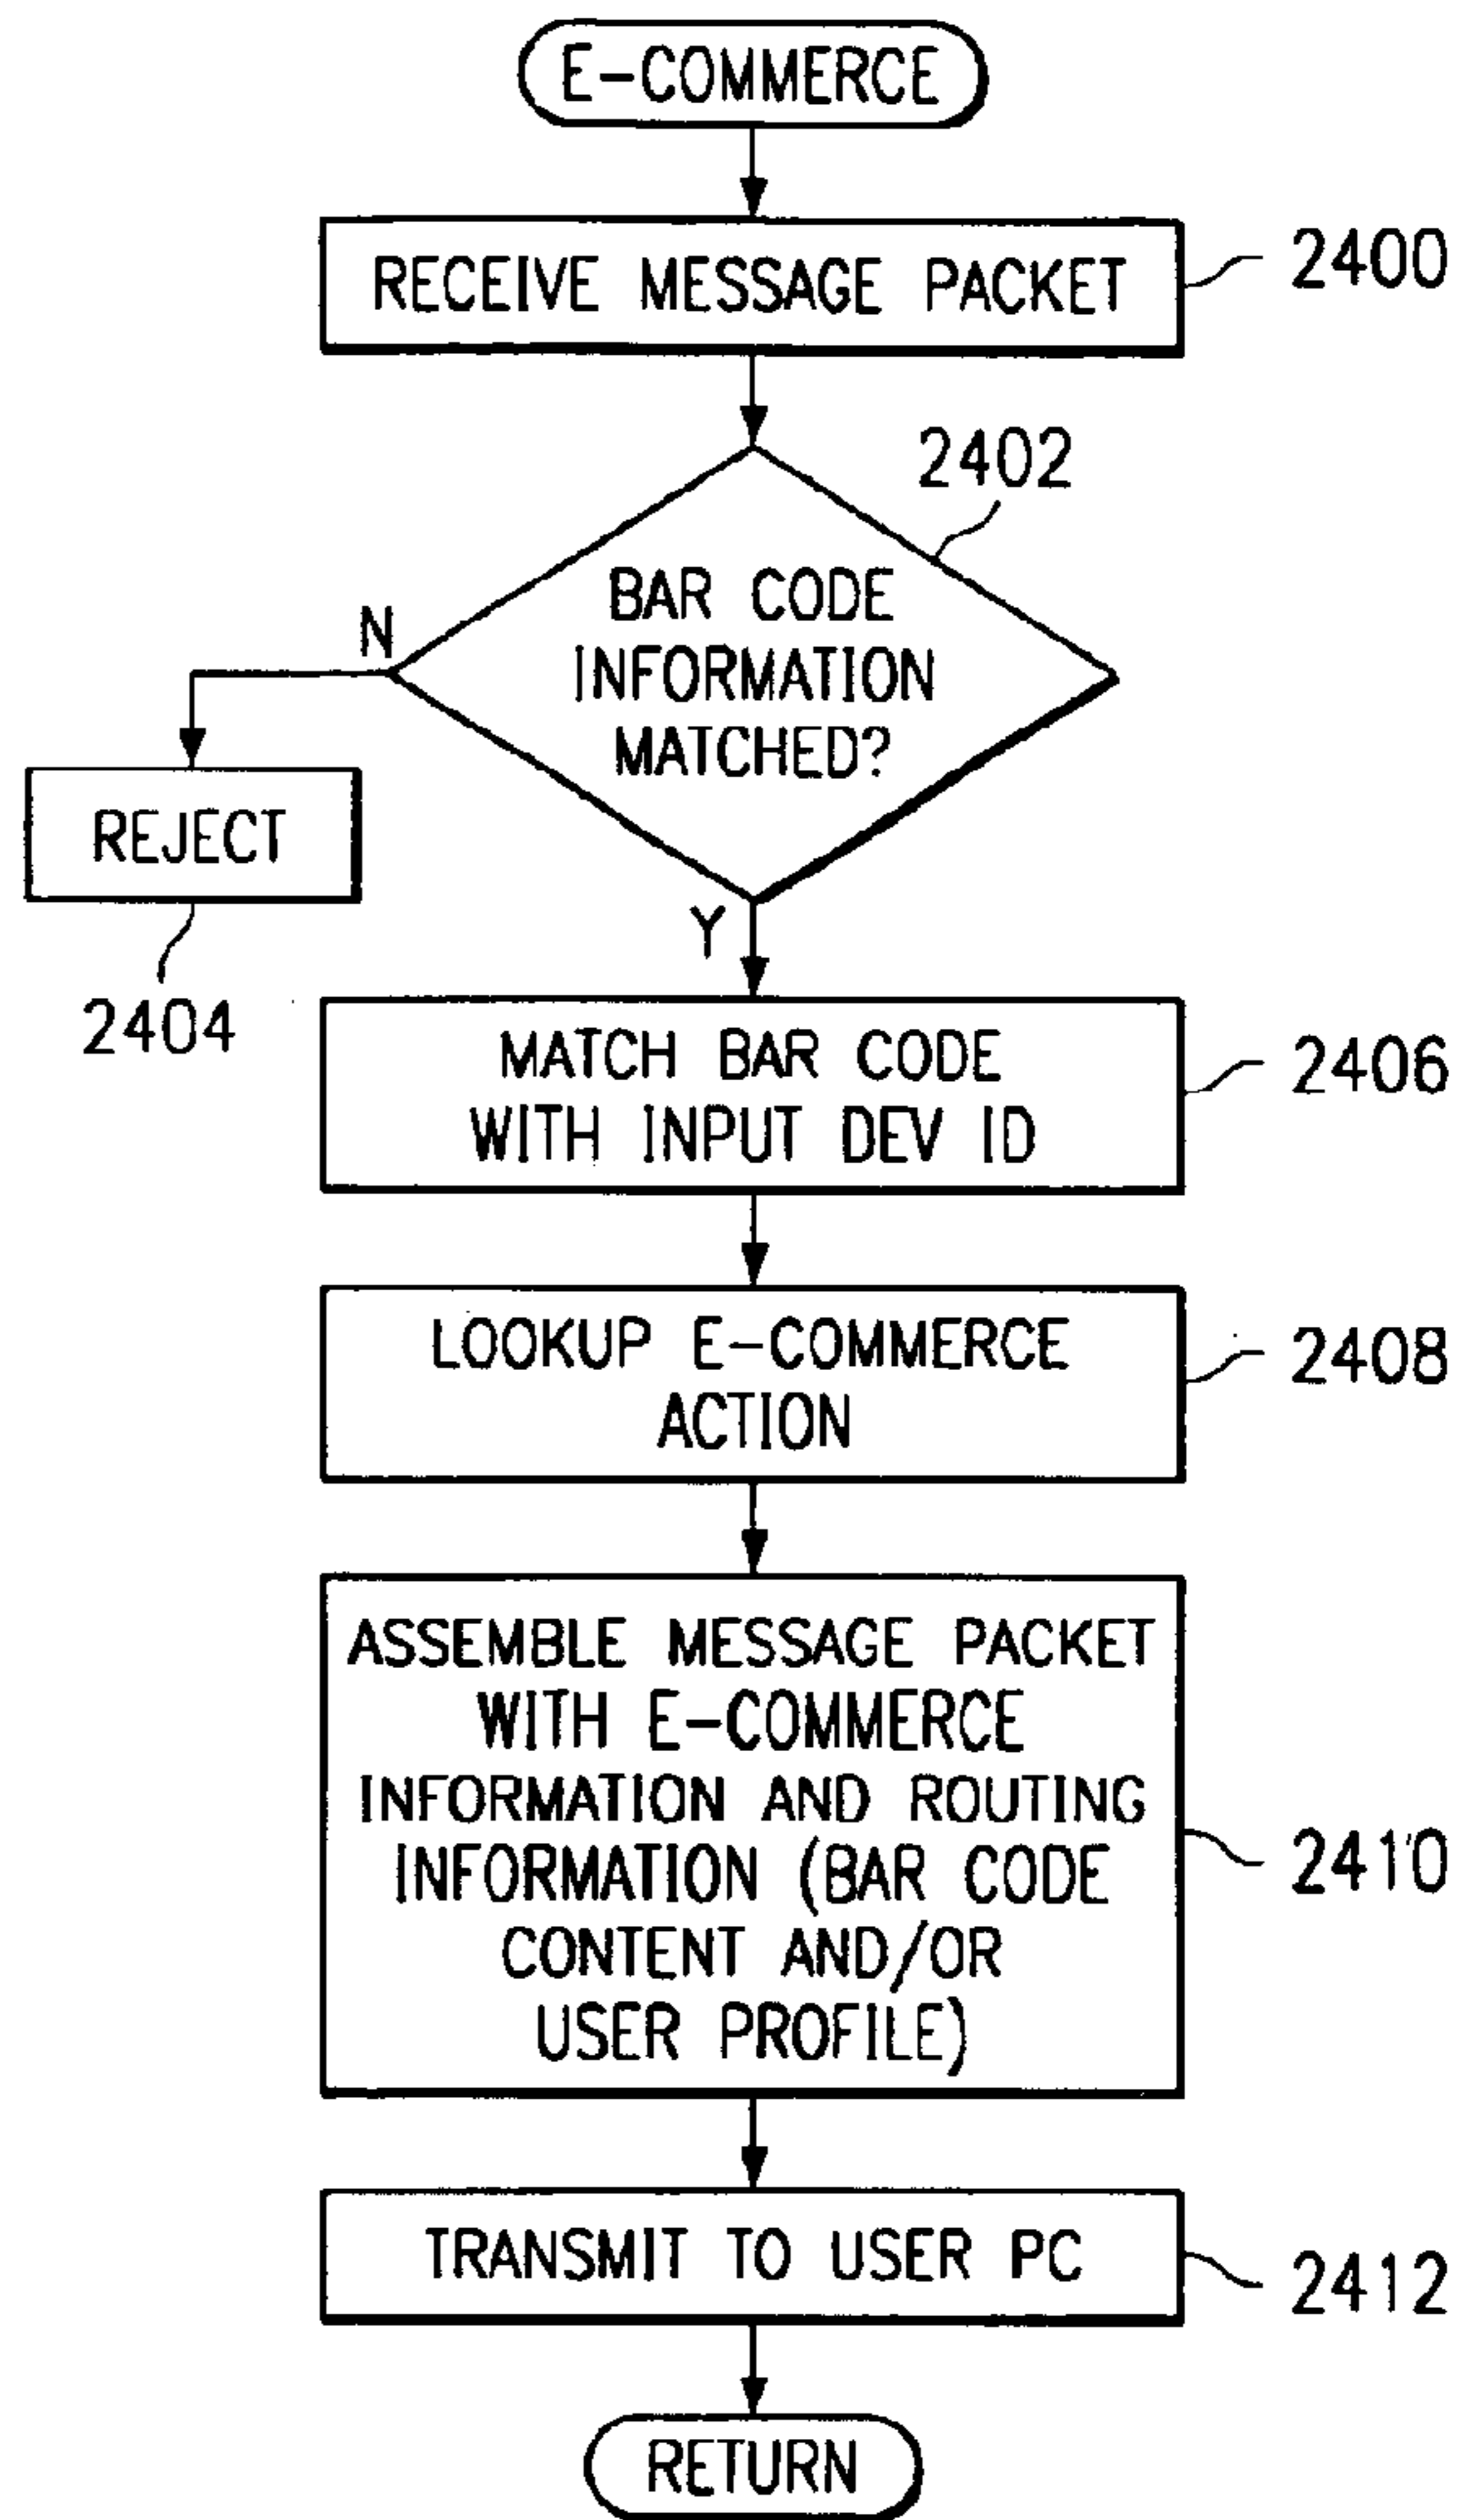 E-COMMERCE
RECEIVE MESSAGE PACKET
2400
2402
BAR CODE
INFORMATION
MATCHED?
N
REJECT
2404
Y
MATCH BAR CODE
WITH INPUT DEV ID
2406
LOOKUP E-COMMERCE
ACTION
2408
ASSEMBLE MESSAGE PACKET
WITH E-COMMERCE
INFORMATION AND ROUTING
INFORMATION (BAR CODE
CONTENT AND/OR
USER PROFILE)
2410
TRANSMIT TO USER PC
2412
RETURN